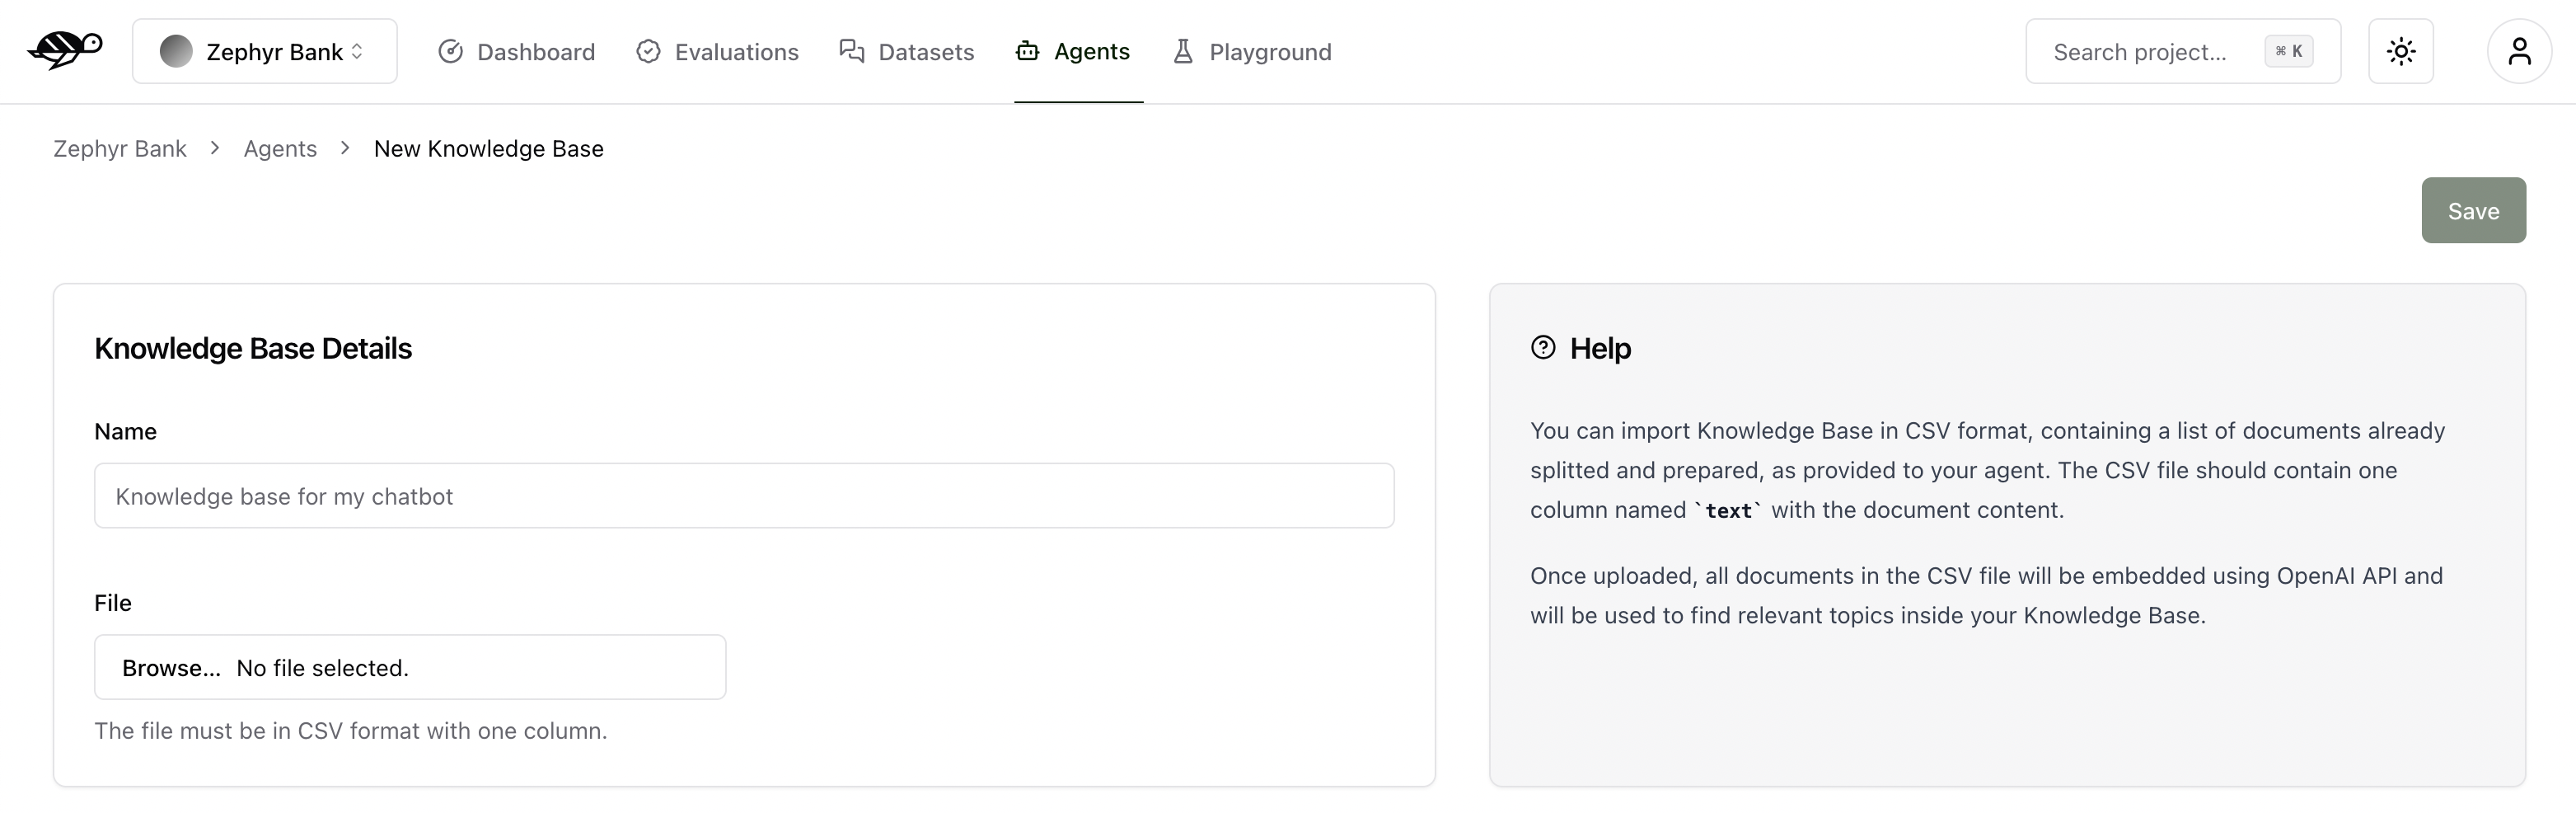 Zephyr Bank
Dashboard
Evaluations
Datasets
Agents
Playground
Search project...
⌘ K
Zephyr Bank > Agents > New Knowledge Base
Save
Knowledge Base Details
Name
Knowledge base for my chatbot
File
Browse... No file selected.
The file must be in CSV format with one column.
Help
You can import Knowledge Base in CSV format, containing a list of documents already
splitted and prepared, as provided to your agent. The CSV file should contain one
column named `text` with the document content.
Once uploaded, all documents in the CSV file will be embedded using OpenAI API and
will be used to find relevant topics inside your Knowledge Base.